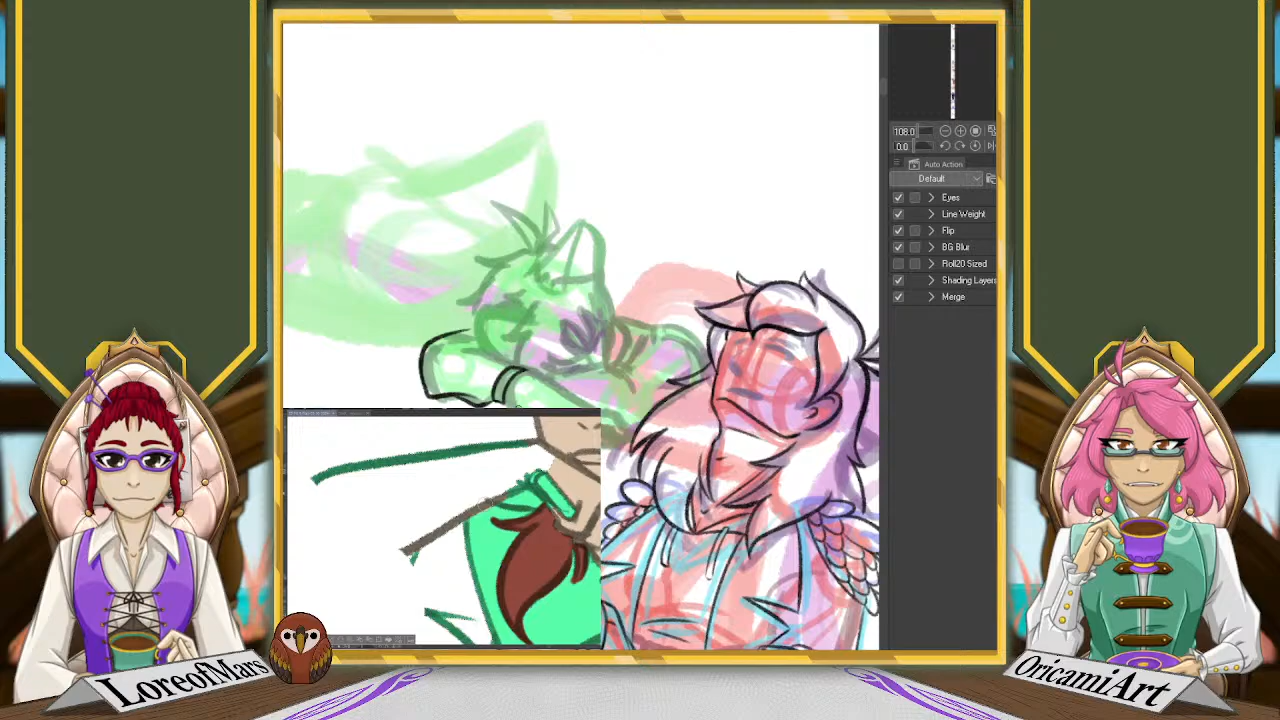 108.0
0.0
Auto Action
Default
Eyes
Line Weight
Flip
BG Blur
Roll20 Sized
Shading Layers
Merge
LoreofMars
OricamiArt